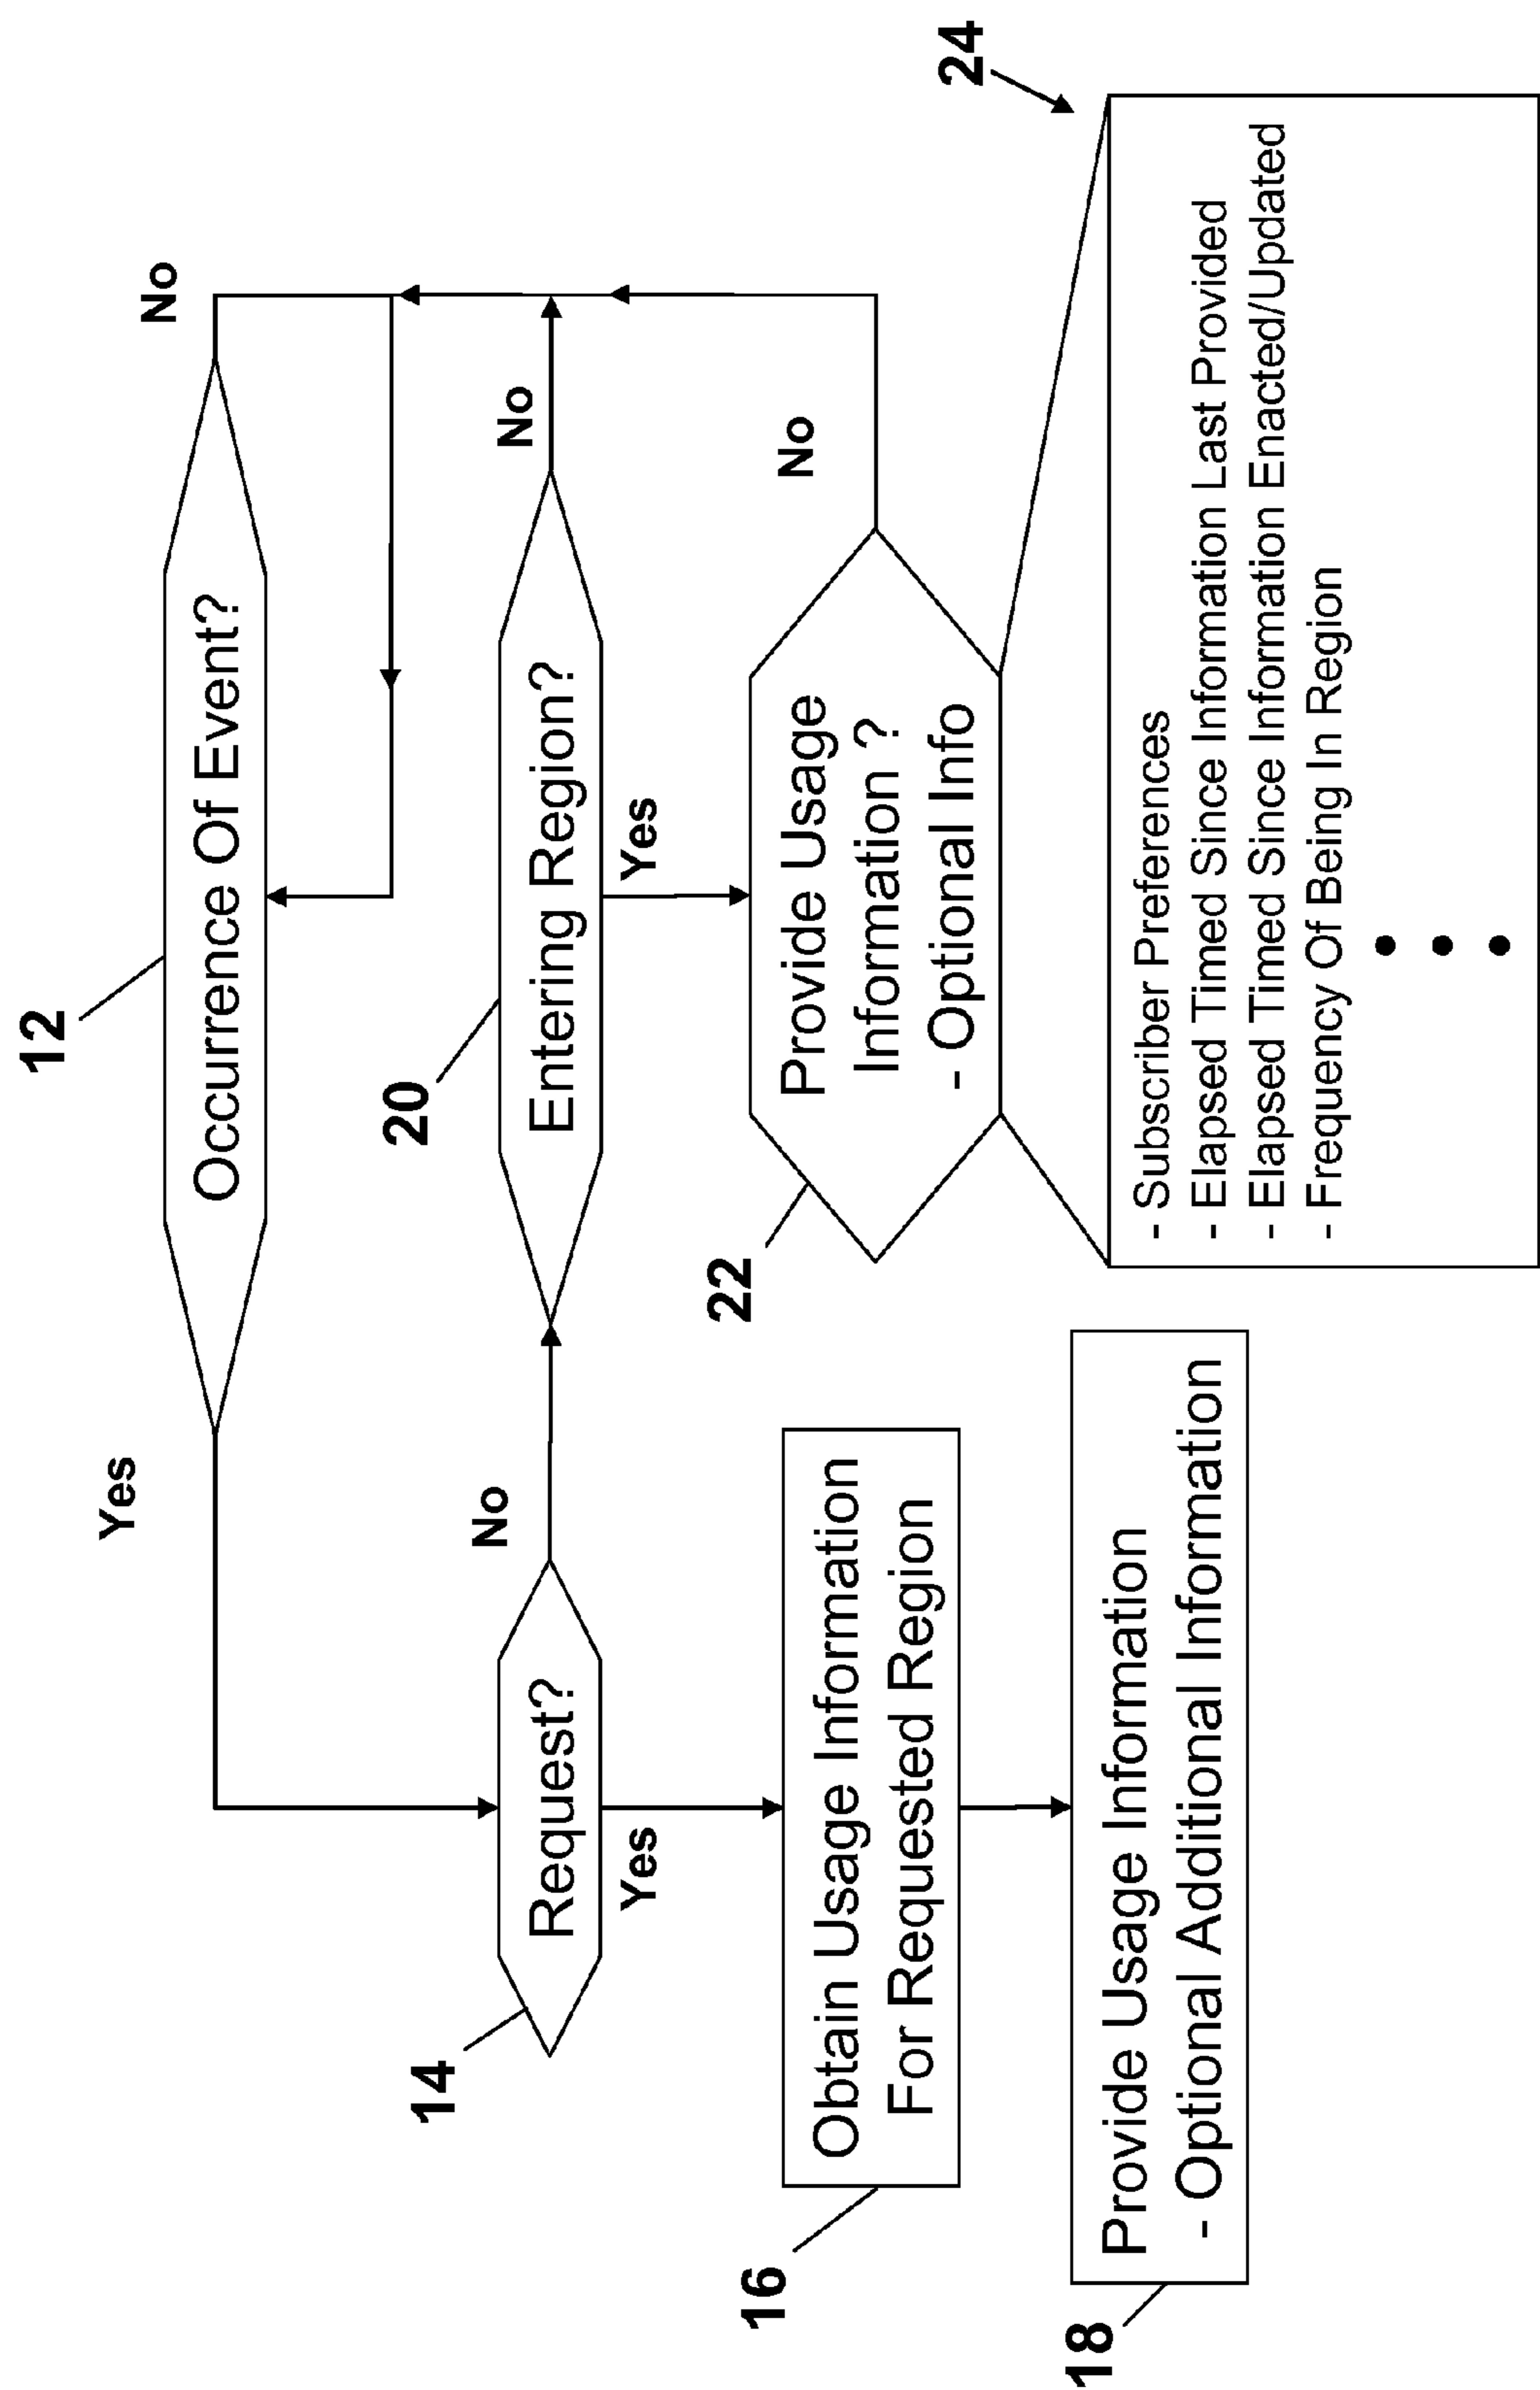 12
Occurrence Of Event?
Yes
No
14
Request?
No
Yes
20
Entering Region?
No
Yes
16
Obtain Usage Information
For Requested Region
22
Provide Usage
Information ?
- Optional Info
No
18
Provide Usage Information
- Optional Additional Information
24
- Subscriber Preferences
- Elapsed Timed Since Information Last Provided
- Elapsed Timed Since Information Enacted/Updated
- Frequency Of Being In Region